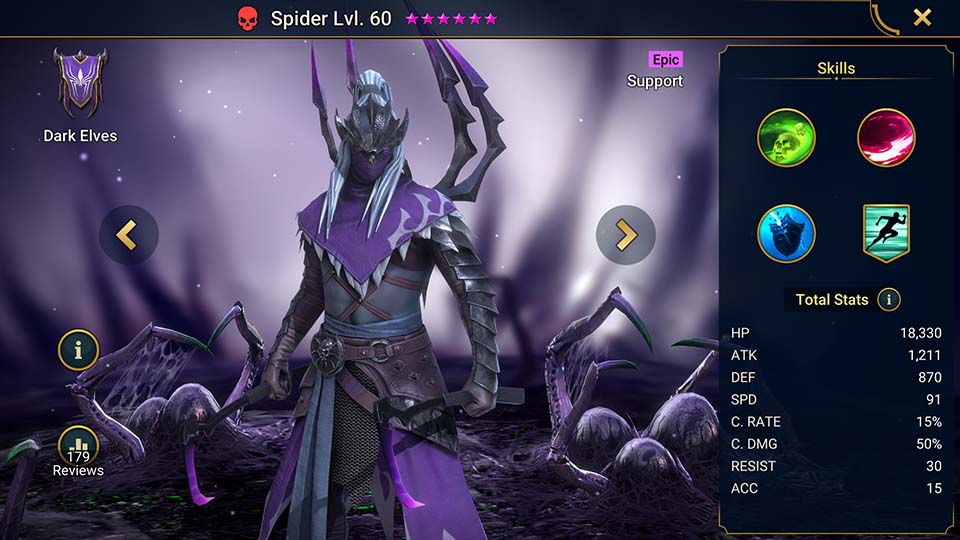 Spider Lvl. 60
Dark Elves
Epic
Support
179
Reviews
Skills
Total Stats i
HP 18,330
ATK 1,211
DEF 870
SPD 91
C. RATE 15%
C. DMG 50%
RESIST 30
ACC 15
i